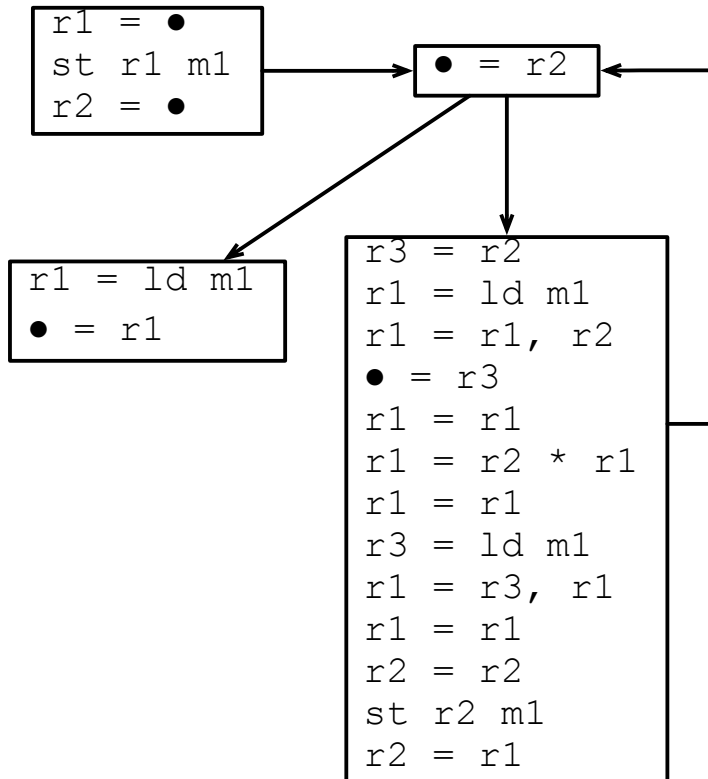 r1 = ●
st r1 m1
r2 = ●
● = r2
r1 = ld m1
● = r1
r3 = r2
r1 = ld m1
r1 = r1, r2
● = r3
r1 = r1
r1 = r2 * r1
r1 = r1
r3 = ld m1
r1 = r3, r1
r1 = r1
r2 = r2
st r2 m1
r2 = r1